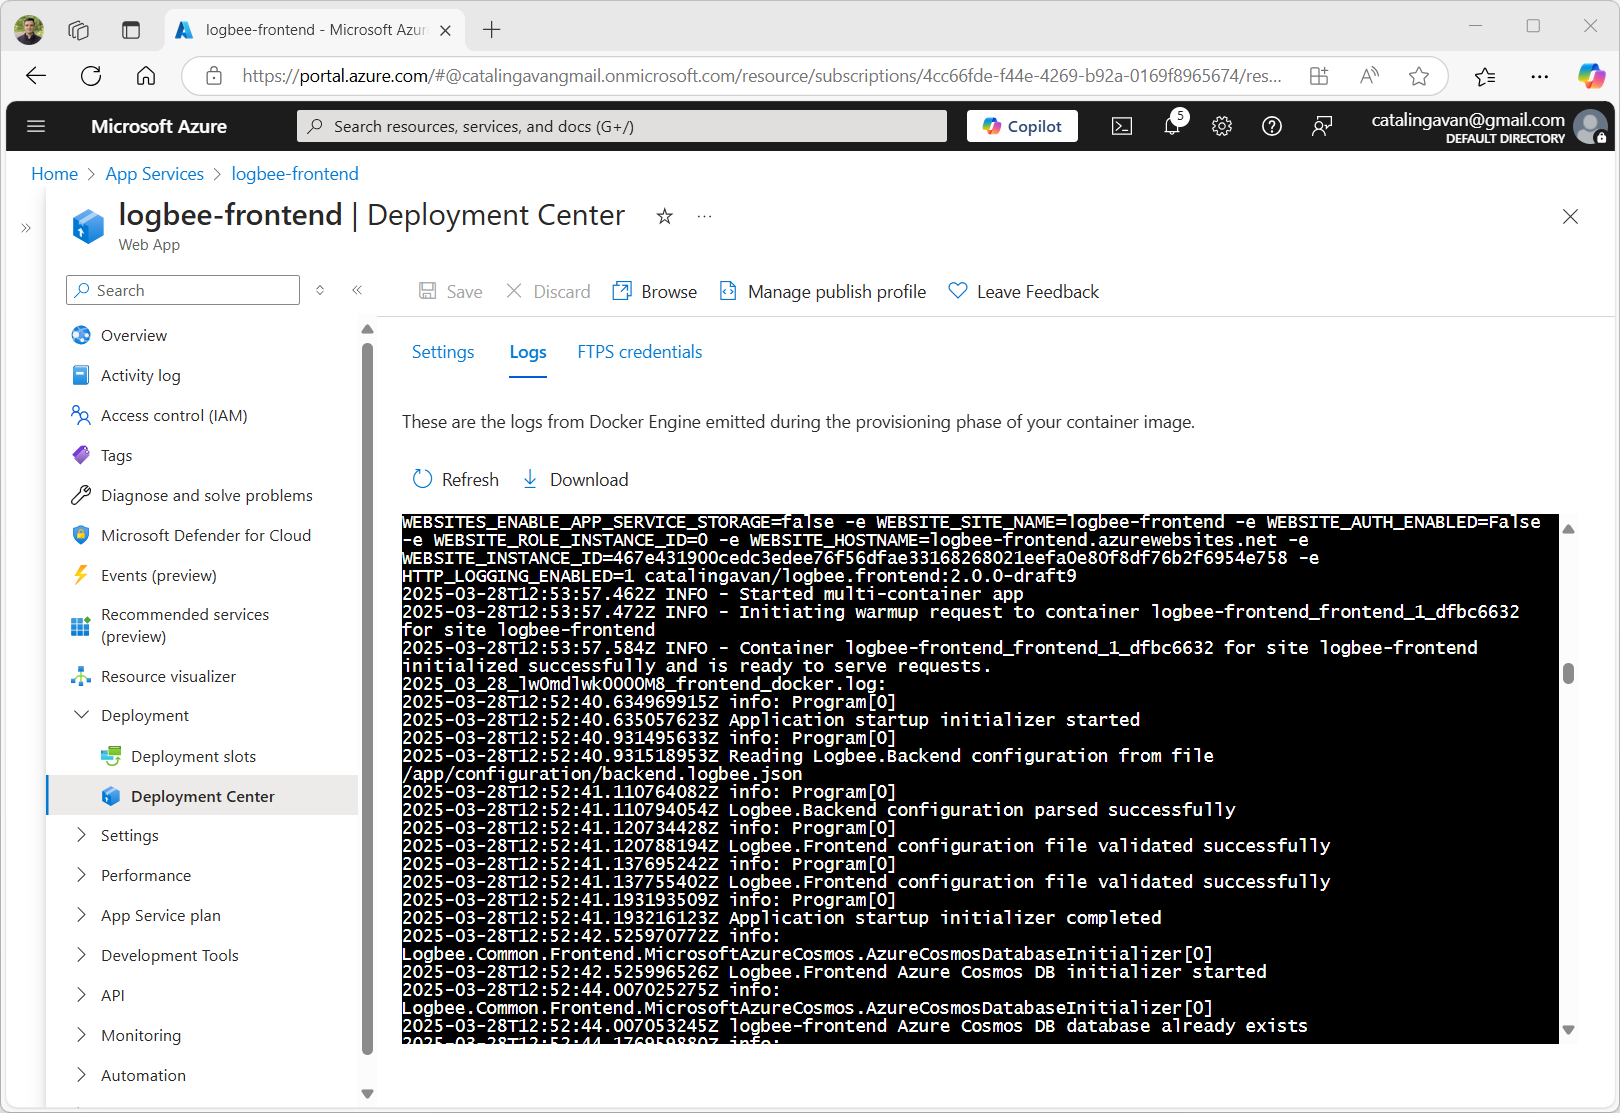 logbee-frontend - Microsoft Azur
https://portal.azure.com/#@catalingavangmail.onmicrosoft.com/resource/subscriptions/4cc66fde-f44e-4269-b92a-0169f8965674/res...
Microsoft Azure
Search resources, services, and docs (G+/)
Copilot
5
catalingavan@gmail.com
DEFAULT DIRECTORY
Home > App Services > logbee-frontend
logbee-frontend | Deployment Center
Web App
Search
Save
Discard
Browse
Manage publish profile
Leave Feedback
Overview
Activity log
Access control (IAM)
Tags
Diagnose and solve problems
Microsoft Defender for Cloud
Events (preview)
Recommended services
(preview)
Resource visualizer
Deployment
Deployment slots
Deployment Center
Settings
Performance
App Service plan
Development Tools
API
Monitoring
Automation
Settings
Logs
FTPS credentials
These are the logs from Docker Engine emitted during the provisioning phase of your container image.
Refresh
Download
WEBSITES_ENABLE_APP_SERVICE_STORAGE=false -e WEBSITE_SITE_NAME=logbee-frontend -e WEBSITE_AUTH_ENABLED=False
-e WEBSITE_ROLE_INSTANCE_ID=0 -e WEBSITE_HOSTNAME=logbee-frontend.azurewebsites.net -e
WEBSITE_INSTANCE_ID=467e431900cedc3edee76f56dfae33168268021eefa0e80f8df76b2f6954e758 -e
HTTP_LOGGING_ENABLED=1 catalingavan/logbee.frontend:2.0.0-draft9
2025-03-28T12:53:57.462Z INFO - Started multi-container app
2025-03-28T12:53:57.472Z INFO - Initiating warmup request to container logbee-frontend_frontend_1_dfbc6632
for site logbee-frontend
2025-03-28T12:53:57.584Z INFO - Container logbee-frontend_frontend_1_dfbc6632 for site logbee-frontend
initialized successfully and is ready to serve requests.
2025_03_28_lw0mdlwk0000M8_frontend_docker.log:
2025-03-28T12:52:40.634969915Z info: Program[0]
2025-03-28T12:52:40.635057623Z Application startup initializer started
2025-03-28T12:52:40.931495633Z info: Program[0]
2025-03-28T12:52:40.931518953Z Reading Logbee.Backend configuration from file
/app/configuration/backend.logbee.json
2025-03-28T12:52:41.110764082Z info: Program[0]
2025-03-28T12:52:41.110794054Z Logbee.Backend configuration parsed successfully
2025-03-28T12:52:41.120734428Z info: Program[0]
2025-03-28T12:52:41.120788194Z Logbee.Frontend configuration file validated successfully
2025-03-28T12:52:41.137695242Z info: Program[0]
2025-03-28T12:52:41.137755402Z Logbee.Frontend configuration file validated successfully
2025-03-28T12:52:41.193193509Z info: Program[0]
2025-03-28T12:52:41.193216123Z Application startup initializer completed
2025-03-28T12:52:42.525970772Z info:
Logbee.Common.Frontend.MicrosoftAzureCosmos.AzureCosmosDatabaseInitializer[0]
2025-03-28T12:52:42.525996526Z Logbee.Frontend Azure Cosmos DB initializer started
2025-03-28T12:52:44.007025275Z info:
Logbee.Common.Frontend.MicrosoftAzureCosmos.AzureCosmosDatabaseInitializer[0]
2025-03-28T12:52:44.007053245Z logbee-frontend Azure Cosmos DB database already exists
2025-03-28T12:52:44.176959880Z info: